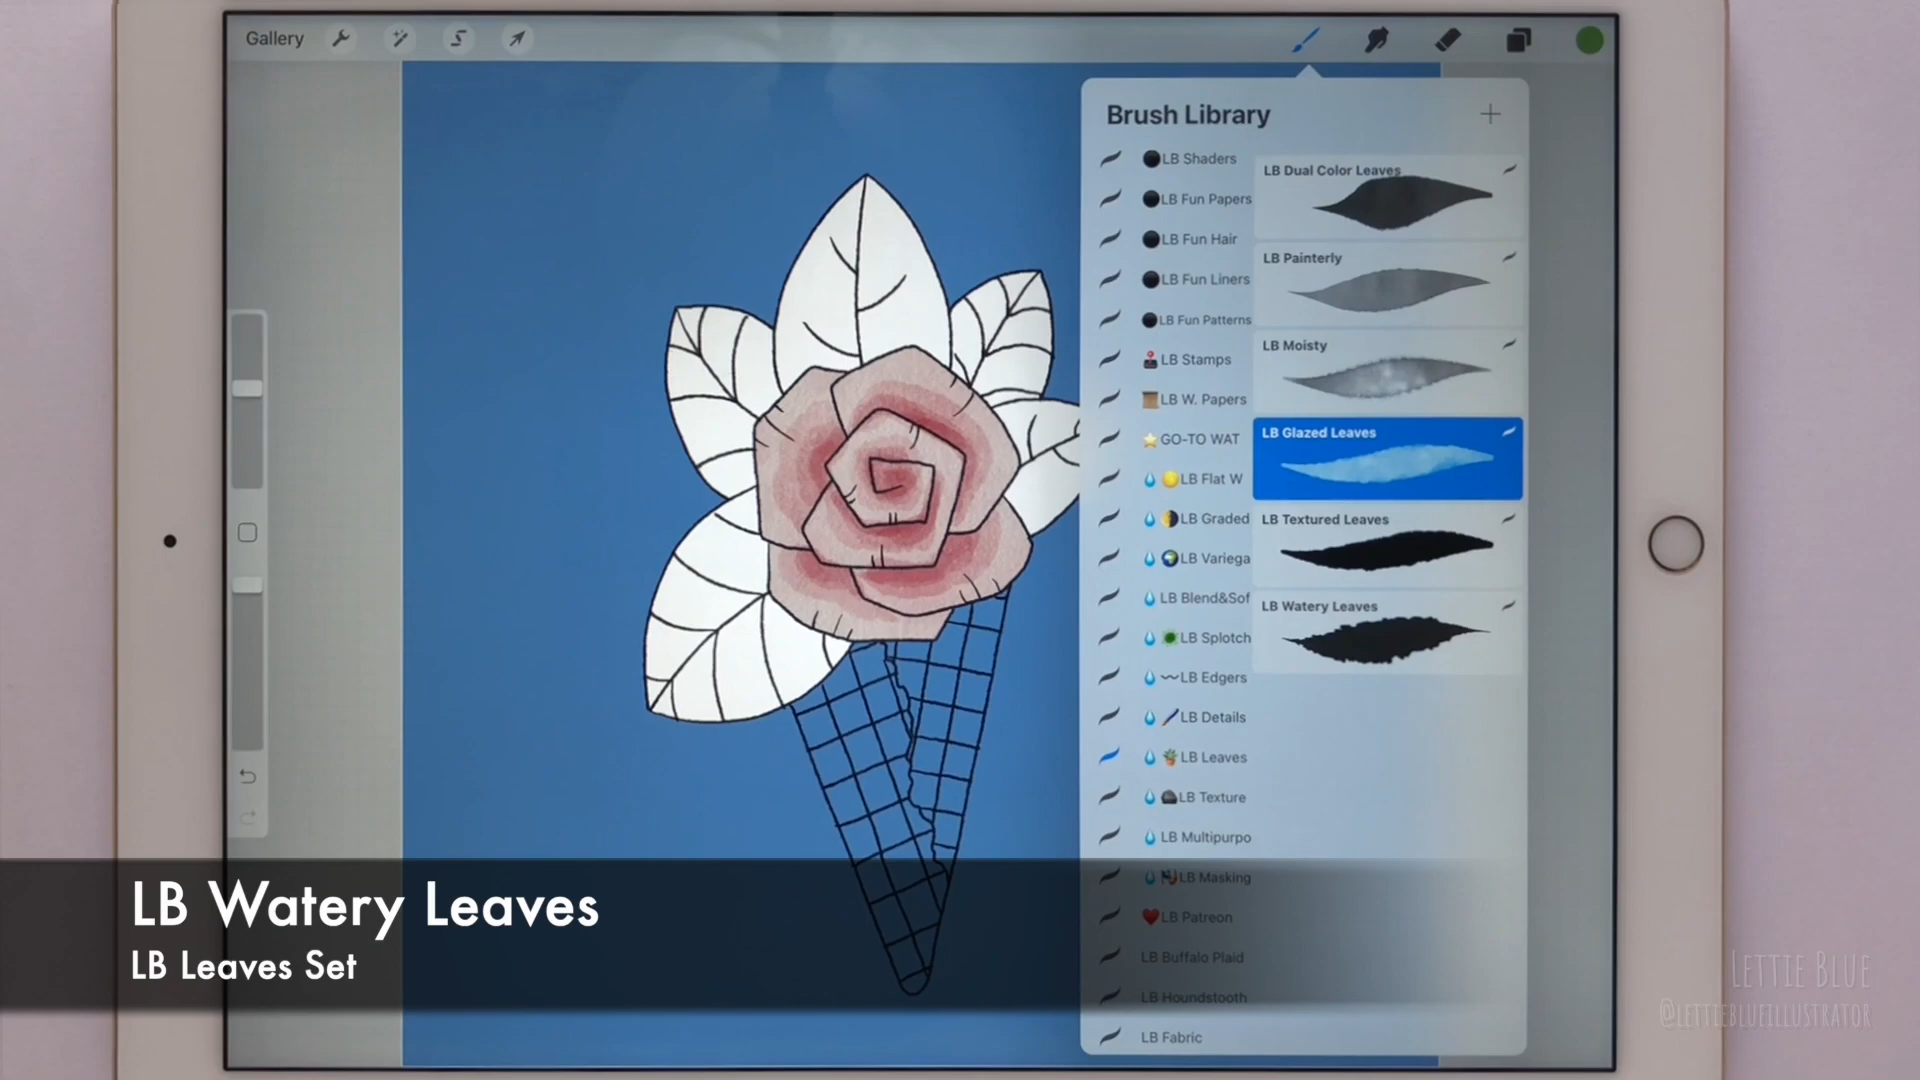 Gallery
Brush Library
LB Shaders
LB Fun Papers
LB Fun Hair
LB Fun Liners
LB Fun Patterns
LB Stamps
LB W. Papers
GO-TO WAT
LB Flat W
LB Graded
LB Variega
LB Blend&Sof
LB Splotch
LB Edgers
LB Details
LB Leaves
LB Texture
LB Multipurpo
LB Masking
LB Patreon
LB Buffalo Plaid
LB Houndstooth
LB Fabric
LB Dual Color Leaves
LB Painterly
LB Moisty
LB Glazed Leaves
LB Textured Leaves
LB Watery Leaves
LB Watery Leaves
LB Leaves Set
LETTIE BLUE
@LETTIEBLUEILLUSTRATOR